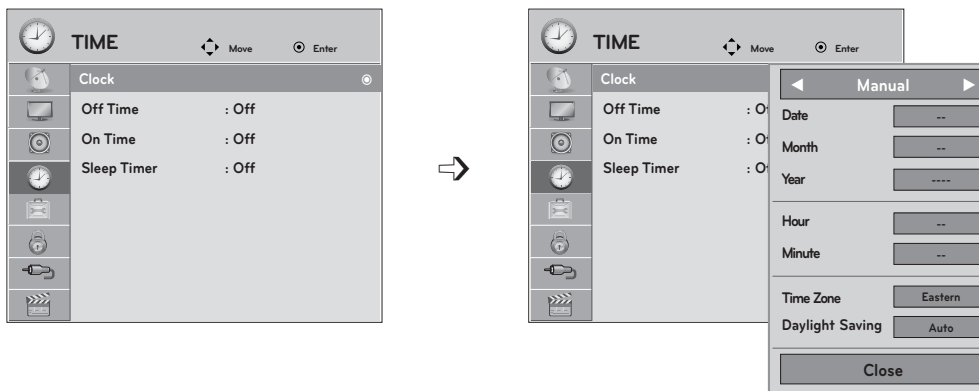 TIME
Move
Enter
Clock
Off Time : Off
On Time : Off
Sleep Timer : Off
TIME
Move
Enter
Clock
Off Time
On Time
Sleep Timer
Manual
Date --
Month --
Year ----
Hour --
Minute --
Time Zone Eastern
Daylight Saving Auto
Close